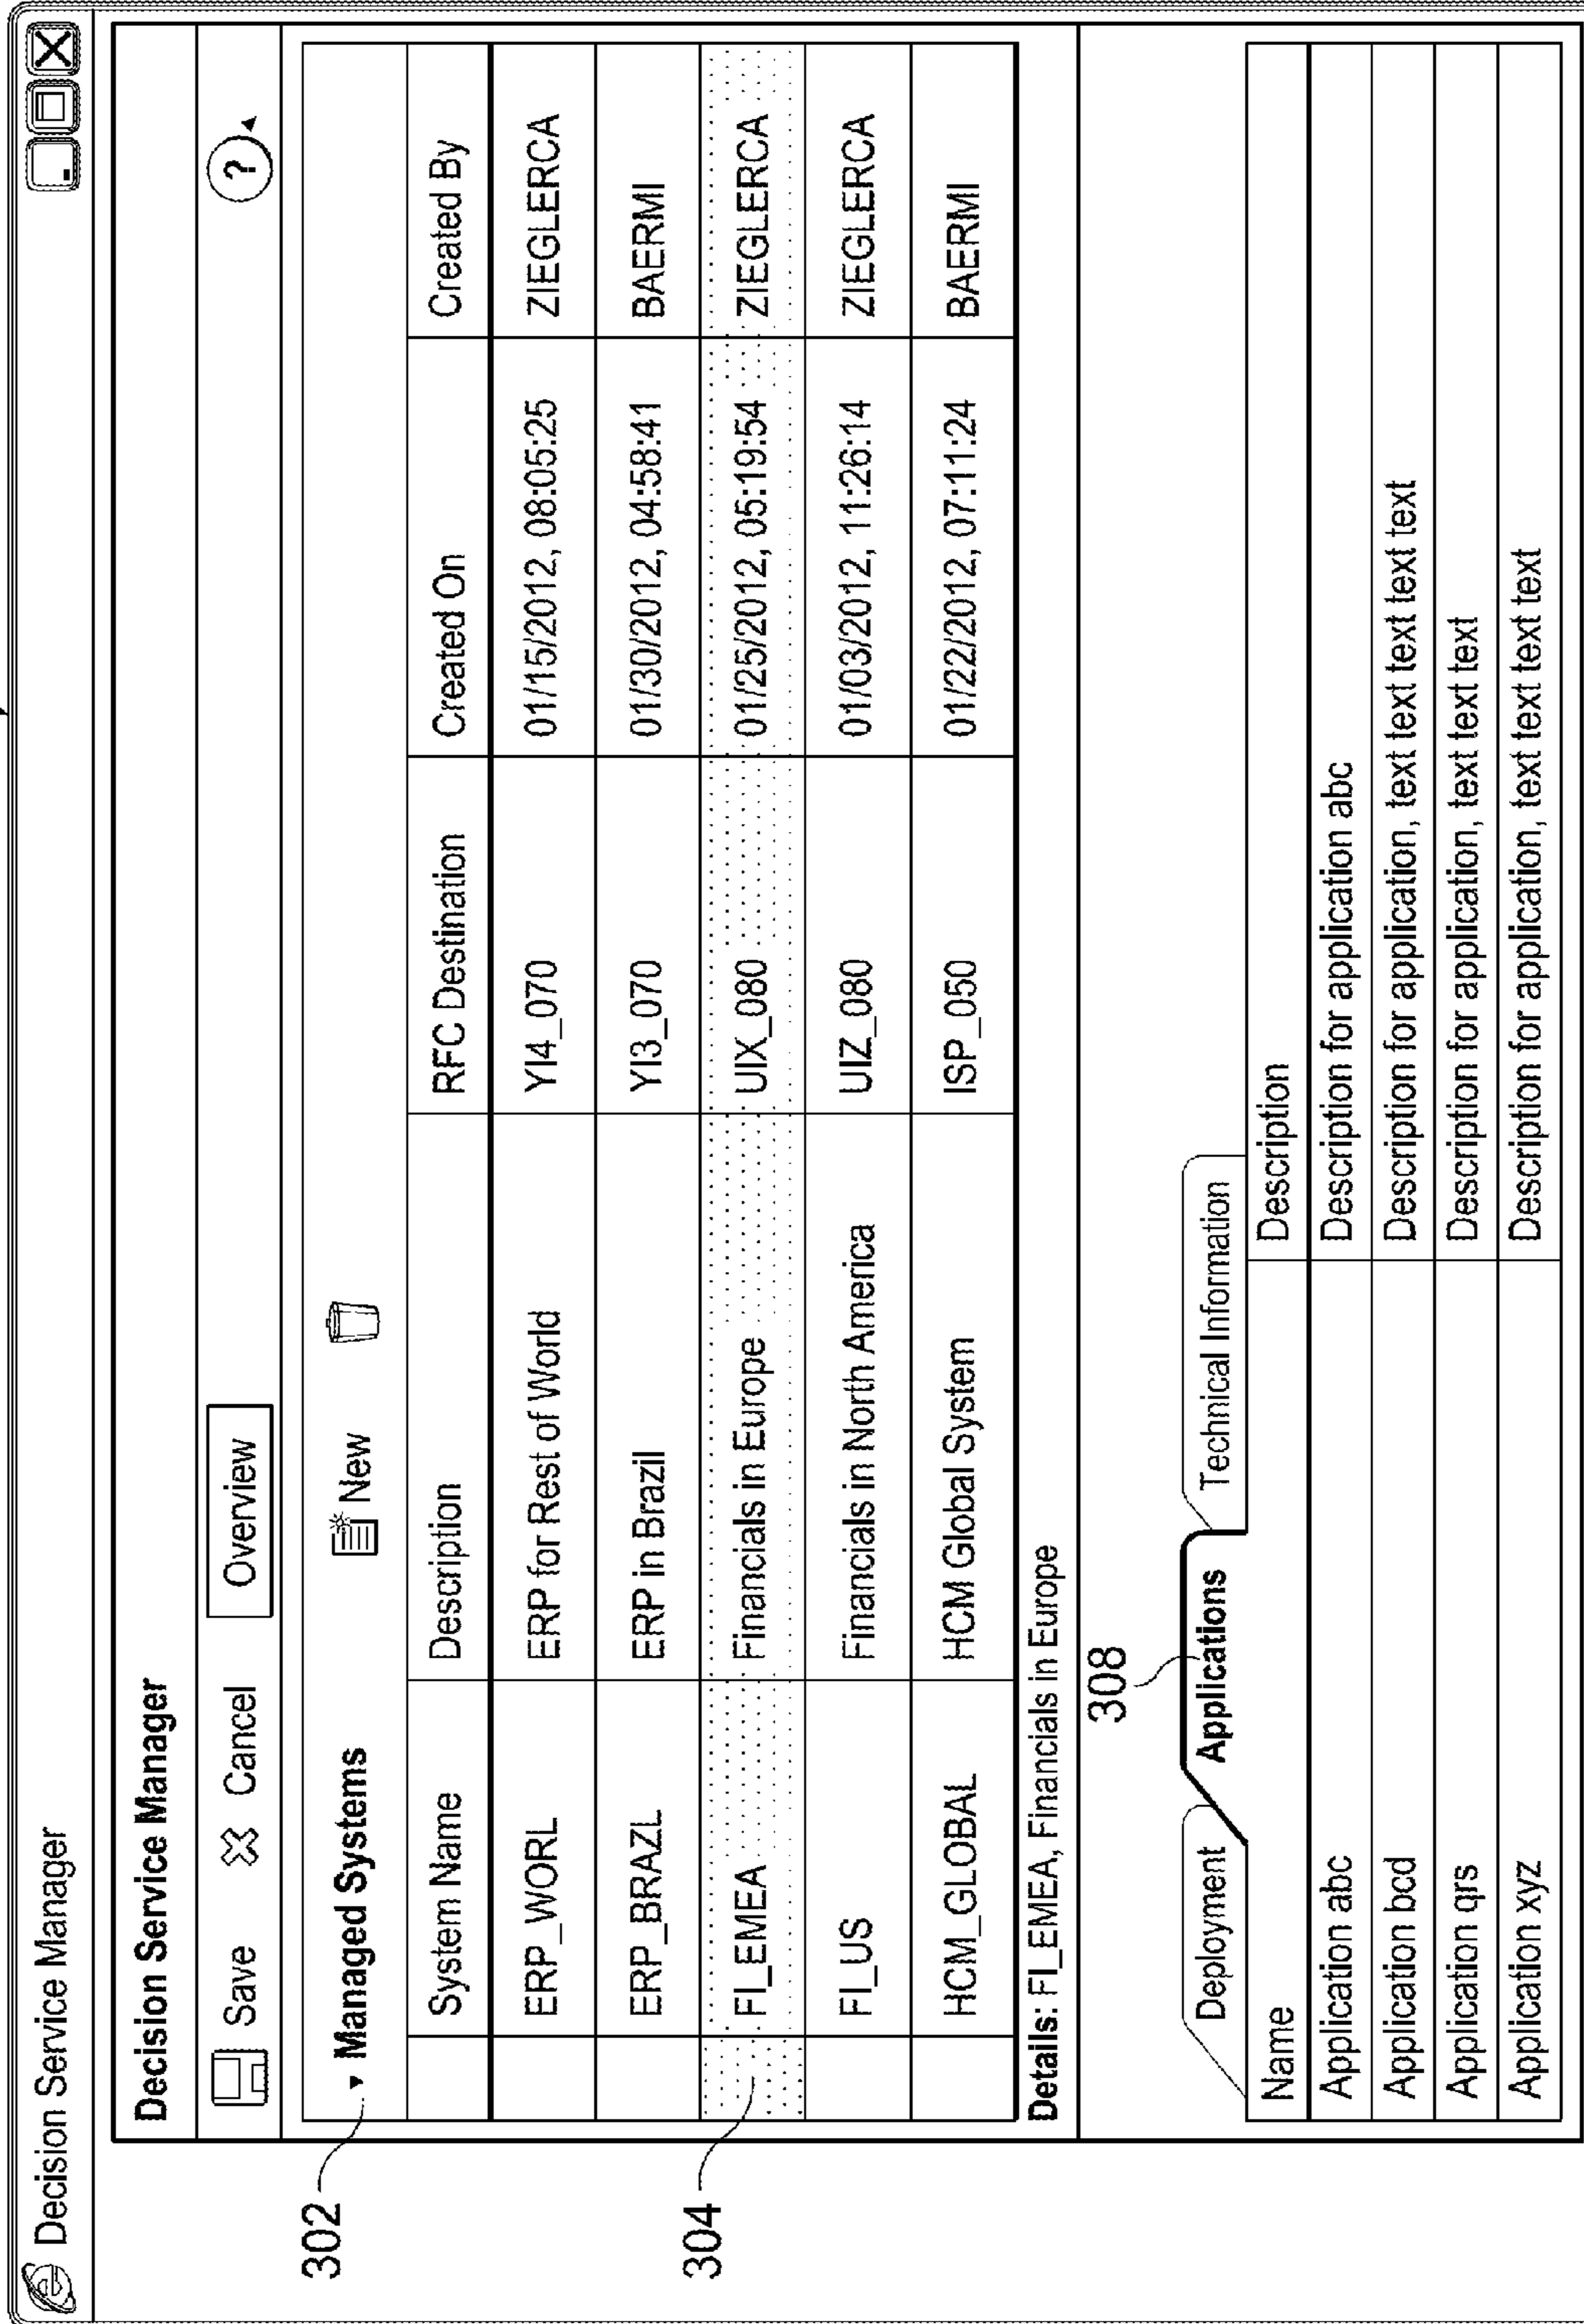 Decision Service Manager
Decision Service Manager
Save Cancel Overview ?
302 Managed Systems New
System Name Description RFC Destination Created On Created By
ERP_WORL ERP for Rest of World YI4_070 01/15/2012, 08:05:25 ZIEGLERCA
ERP_BRAZL ERP in Brazil YI3_070 01/30/2012, 04:58:41 BAERMI
304 FI_EMEA Financials in Europe UIX_080 01/25/2012, 05:19:54 ZIEGLERCA
FI_US Financials in North America UIZ_080 01/03/2012, 11:26:14 ZIEGLERCA
HCM_GLOBAL HCM Global System ISP_050 01/22/2012, 07:11:24 BAERMI
Details: FI_EMEA, Financials in Europe
308
Deployment Applications Technical Information
Name Description
Application abc Description for application abc
Application bcd Description for application, text text text text text
Application qrs Description for application, text text text
Application xyz Description for application, text text text text